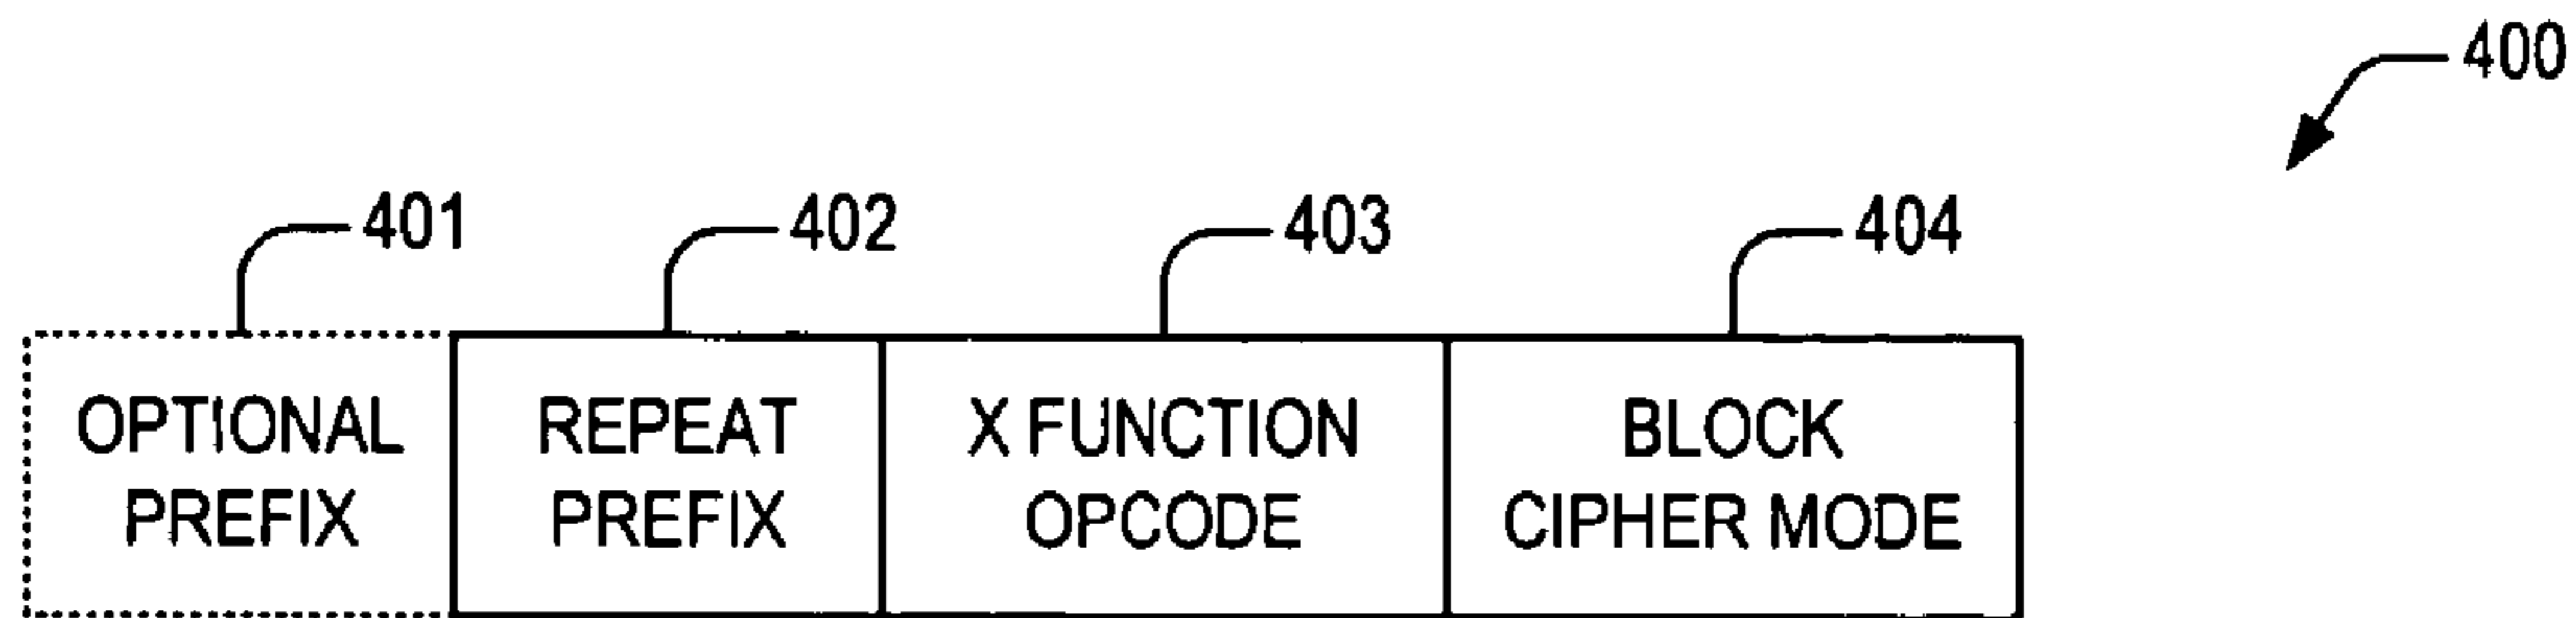 400
401
402
403
404
OPTIONAL PREFIX
REPEAT PREFIX
X FUNCTION OPCODE
BLOCK CIPHER MODE